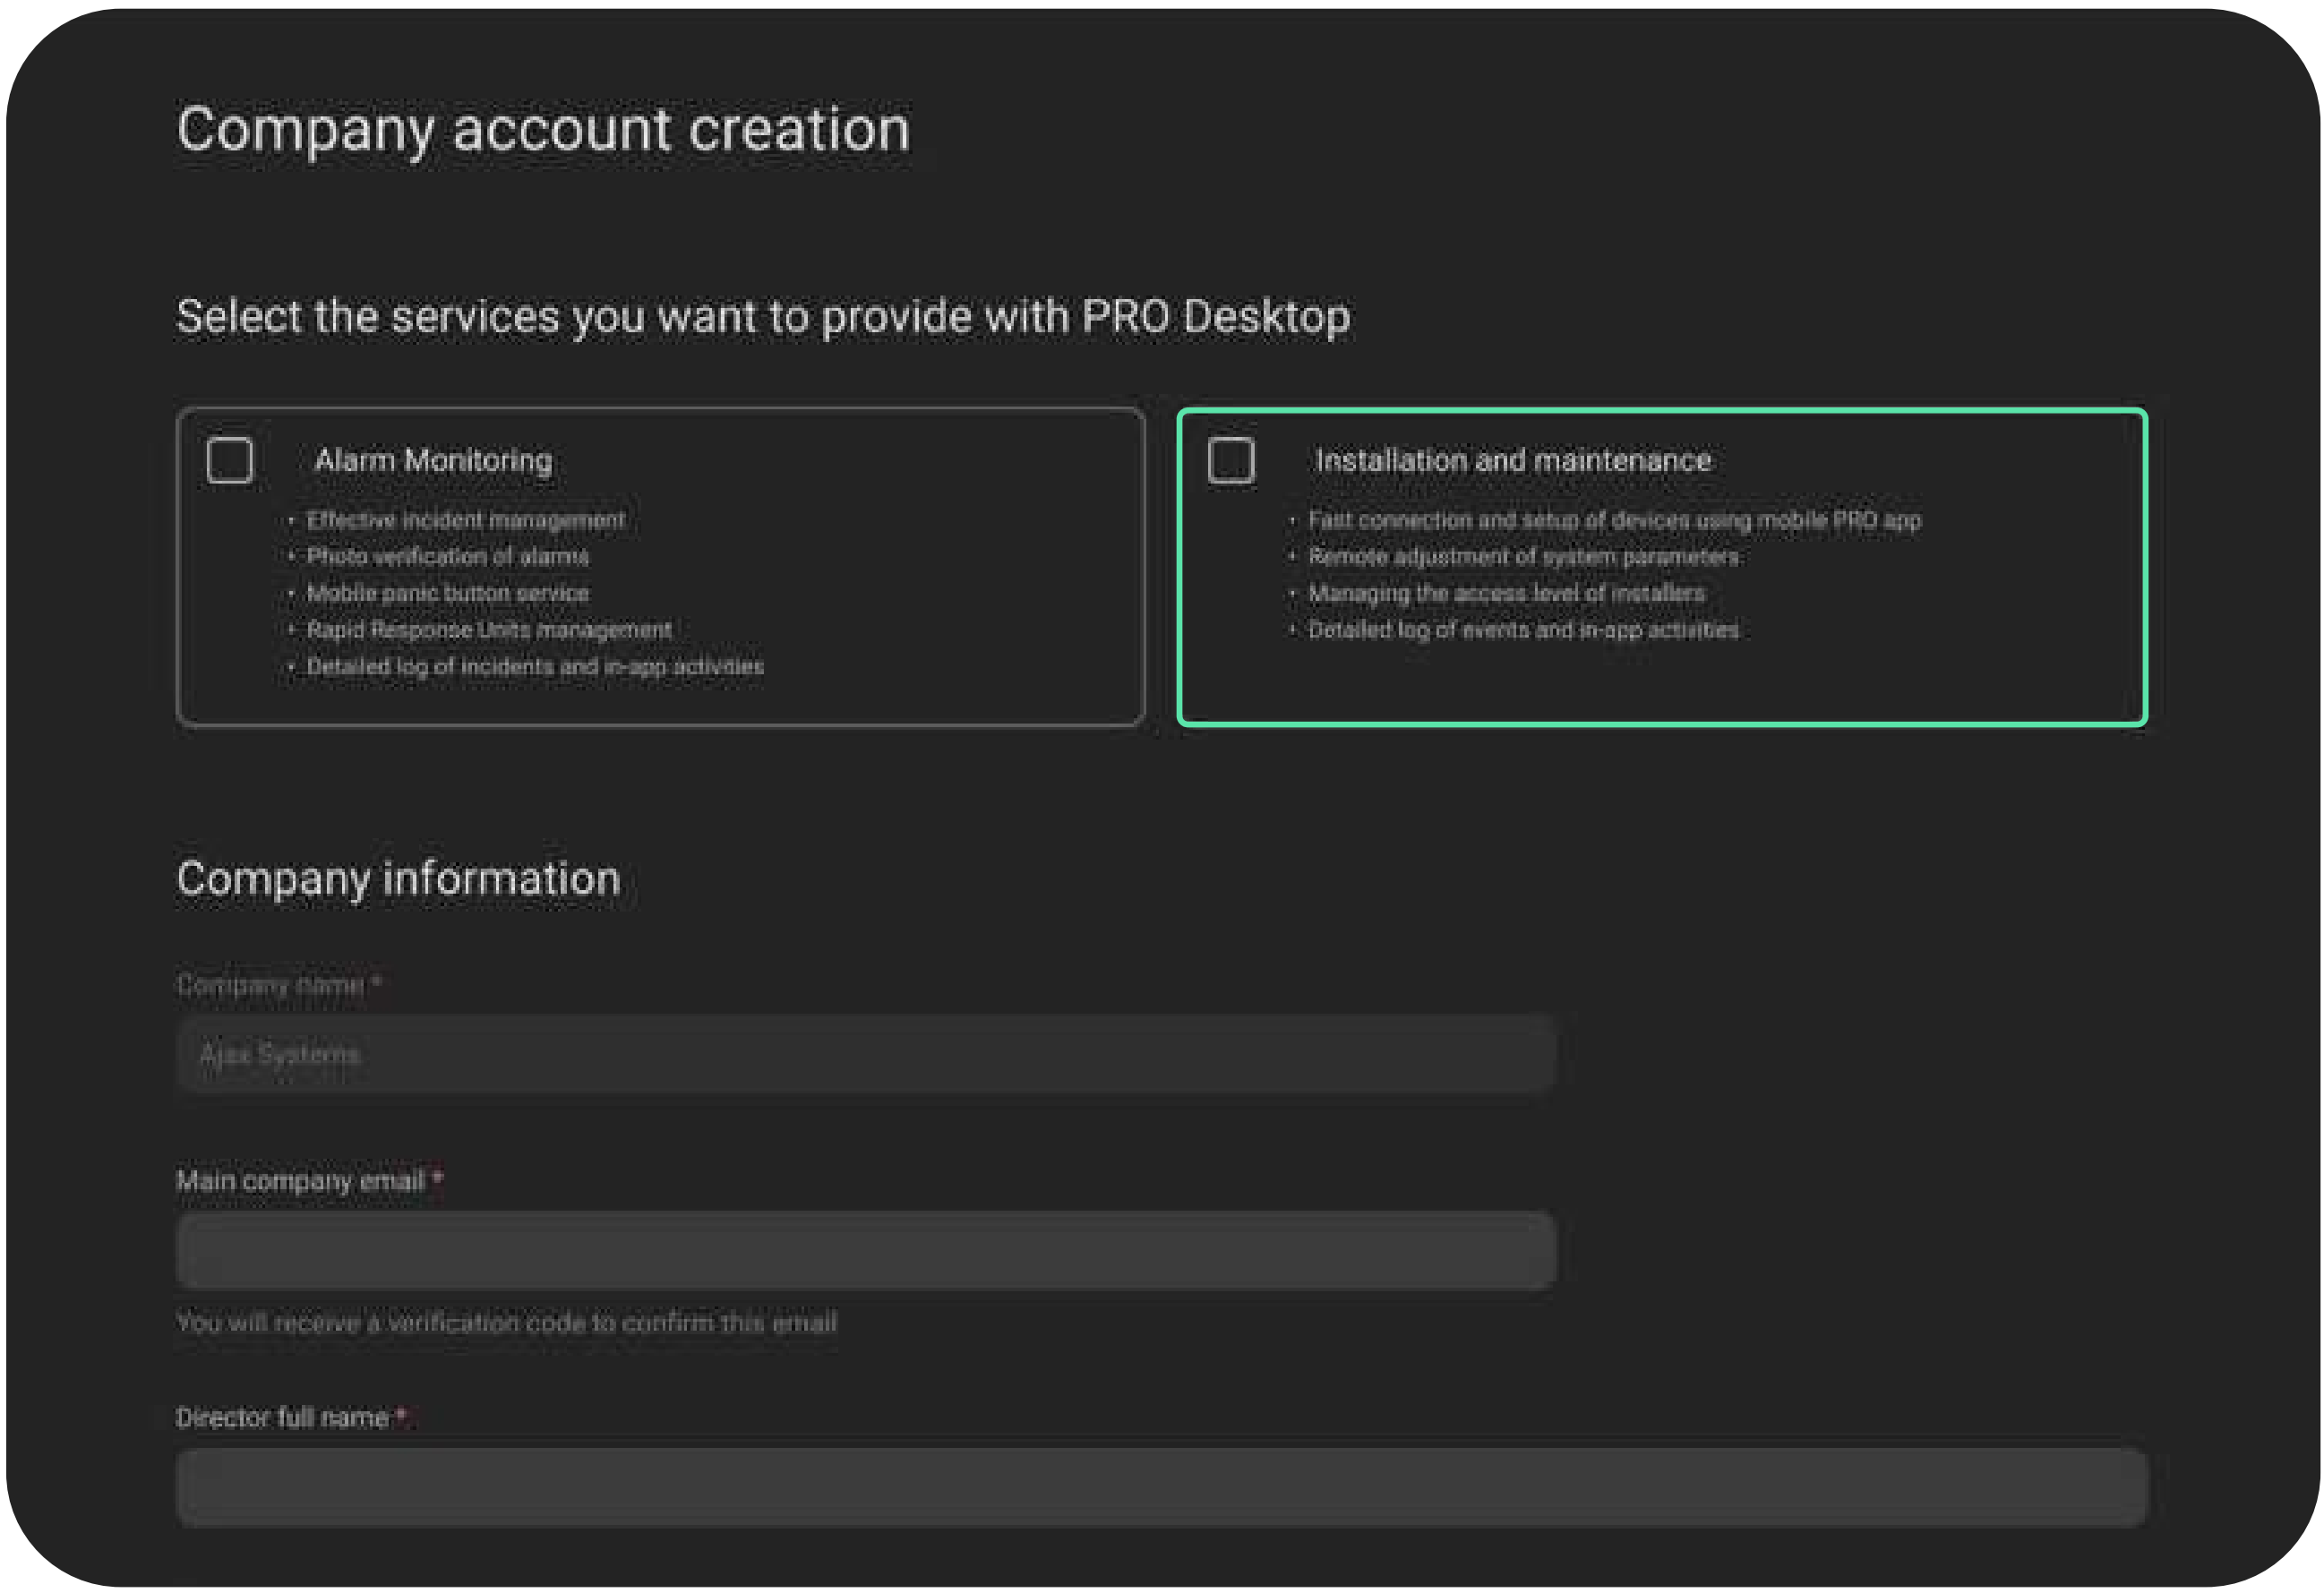 Company account creation
Select the services you want to provide with PRO Desktop
Alarm Monitoring
• Effective incident management
• Photo verification of alarms
• Mobile panic button service
• Rapid Response Units management
• Detailed log of incidents and in-app activities
Installation and maintenance
• Fast connection and setup of devices using mobile PRO app
• Remote adjustment of system parameters
• Managing the access level of installers
• Detailed log of events and in-app activities
Company information
Company name *
Ajax Systems
Main company email *
You will receive a verification code to confirm this email
Director full name *